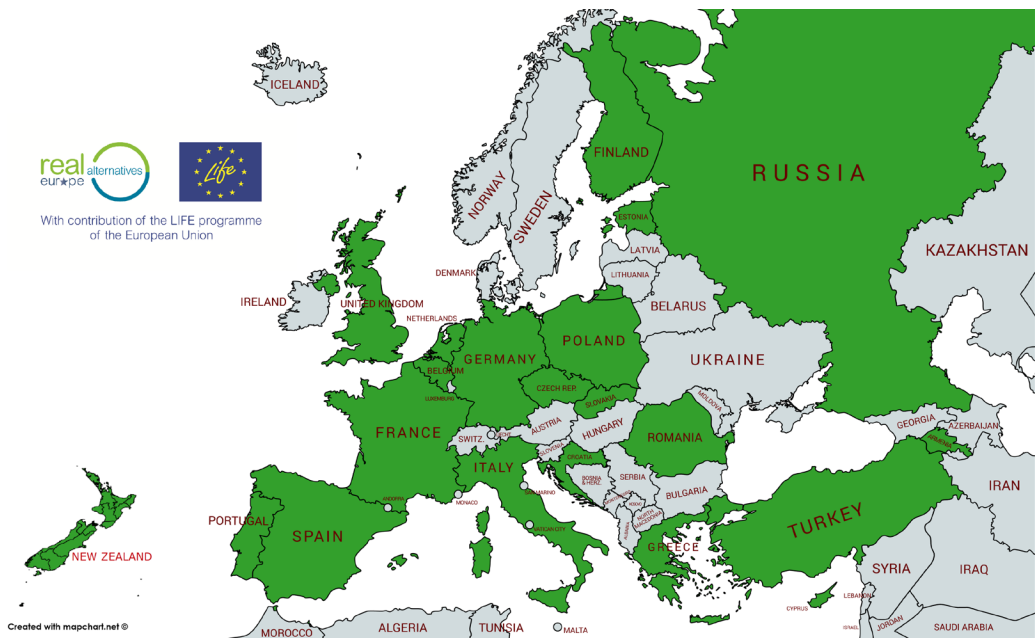 ICELAND
real
alternatives
eur★pe
Life
With contribution of the LIFE programme
of the European Union
NORWAY
SWEDEN
FINLAND
RUSSIA
ESTONIA
LATVIA
LITHUANIA
DENMARK
KAZAKHSTAN
IRELAND
UNITED KINGDOM
NETHERLANDS
BELARUS
POLAND
GERMANY
BELGIUM
UKRAINE
LUXEMBURG
CZECH REP.
SLOVAKIA
MOLDOVA
FRANCE
SWITZ.
AUSTRIA
HUNGARY
ROMANIA
SLOVENIA
CROATIA
GEORGIA
AZERBAIJAN
ARMENIA
ITALY
BOSNIA
& HERZ.
SERBIA
SAN MARINO
MONACO
ANDORRA
BULGARIA
NORTH
MACEDONIA
ALBANIA
VATICAN CITY
IRAN
PORTUGAL
SPAIN
GREECE
TURKEY
NEW ZEALAND
SYRIA
IRAQ
LEBANON
CYPRUS
ISRAEL
JORDAN
SAUDI ARABIA
MOROCCO
ALGERIA
TUNISIA
MALTA
Created with mapchart.net ©